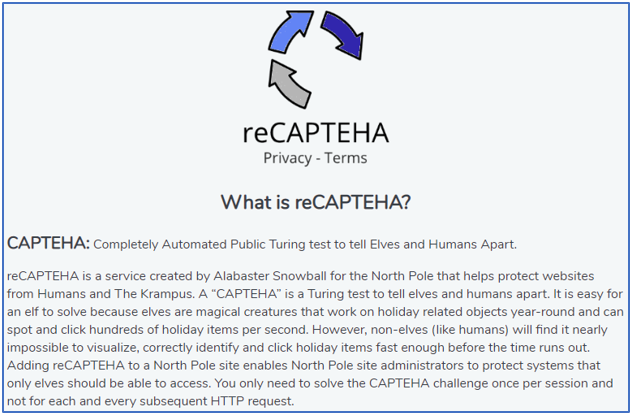 reCAPTEHA
Privacy - Terms
What is reCAPTEHA?
CAPTEHA: Completely Automated Public Turing test to tell Elves and Humans Apart.
reCAPTEHA is a service created by Alabaster Snowball for the North Pole that helps protect websites
from Humans and The Krampus. A “CAPTEHA” is a Turing test to tell elves and humans apart. It is easy for
an elf to solve because elves are magical creatures that work on holiday related objects year-round and can
spot and click hundreds of holiday items per second. However, non-elves (like humans) will find it nearly
impossible to visualize, correctly identify and click holiday items fast enough before the time runs out.
Adding reCAPTEHA to a North Pole site enables North Pole site administrators to protect systems that
only elves should be able to access. You only need to solve the CAPTEHA challenge once per session and
not for each and every subsequent HTTP request.